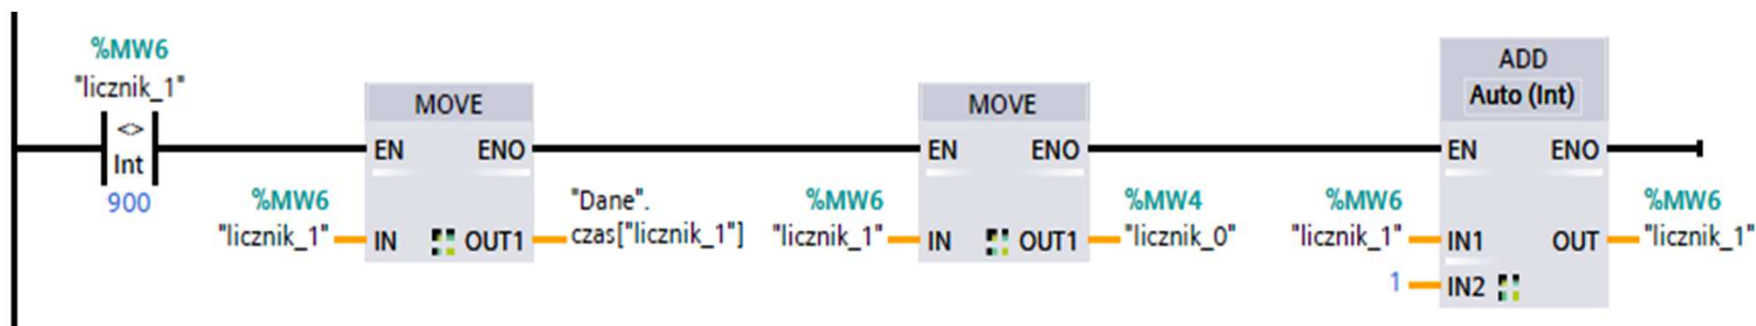 %MW6
"licznik_1"
<>
Int
900
MOVE
EN ENO
%MW6
"licznik_1"
IN OUT1
"Dane".
czas["licznik_1"]
MOVE
EN ENO
%MW6
"licznik_1"
IN OUT1
%MW4
"licznik_0"
ADD
Auto (Int)
EN ENO
%MW6
"licznik_1"
IN1 OUT
1
IN2
%MW6
"licznik_1"